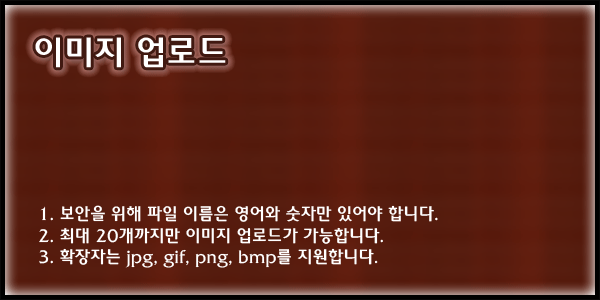 이미지 업로드
1. 보안을 위해 파일 이름은 영어와 숫자만 있어야 합니다.
2. 최대 20개까지만 이미지 업로드가 가능합니다.
3. 확장자는 jpg, gif, png, bmp를 지원합니다.